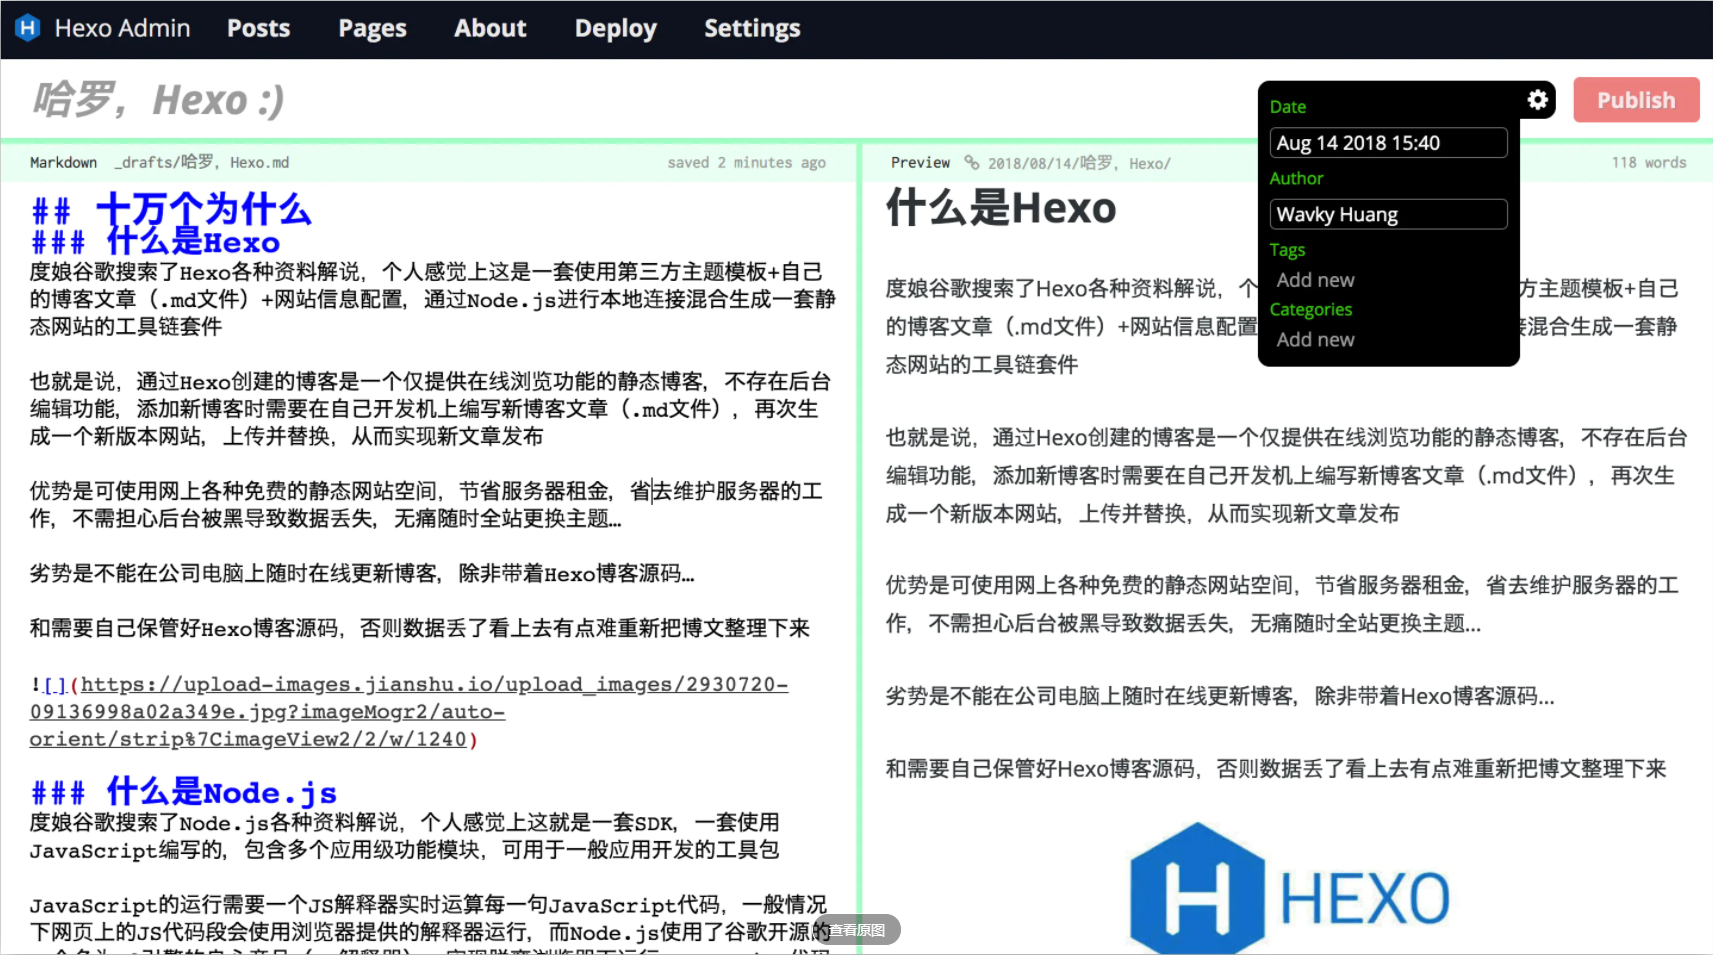 Hexo Admin Posts Pages About Deploy Settings
哈罗，Hexo :)
Publish
Date
Aug 14 2018 15:40
Author
Wavky Huang
Tags
Add new
Categories
Add new
Markdown _drafts/哈罗，Hexo.md saved 2 minutes ago
## 十万个为什么
### 什么是Hexo
度娘谷歌搜索了Hexo各种资料解说，个人感觉上这是一套使用第三方主题模板+自己
的博客文章（.md文件）+网站信息配置，通过Node.js进行本地连接混合生成一套静
态网站的工具链套件
也就是说，通过Hexo创建的博客是一个仅提供在线浏览功能的静态博客，不存在后台
编辑功能，添加新博客时需要在自己开发机上编写新博客文章（.md文件），再次生
成一个新版本网站，上传并替换，从而实现新文章发布
优势是可使用网上各种免费的静态网站空间，节省服务器租金，省去维护服务器的工
作，不需担心后台被黑导致数据丢失，无痛随时全站更换主题…
劣势是不能在公司电脑上随时在线更新博客，除非带着Hexo博客源码…
和需要自己保管好Hexo博客源码，否则数据丢了看上去有点难重新把博文整理下来
![](https://upload-images.jianshu.io/upload_images/2930720-
09136998a02a349e.jpg?imageMogr2/auto-
orient/strip%7CimageView2/2/w/1240)
### 什么是Node.js
度娘谷歌搜索了Node.js各种资料解说，个人感觉上这就是一套SDK，一套使用
JavaScript编写的，包含多个应用级功能模块，可用于一般应用开发的工具包
JavaScript的运行需要一个JS解释器实时运算每一句JavaScript代码，一般情况
下网页上的JS代码段会使用浏览器提供的解释器运行，而Node.js使用了谷歌开源的
查看原图
Preview 2018/08/14/哈罗，Hexo/ 118 words
什么是Hexo
度娘谷歌搜索了Hexo各种资料解说，个 方主题模板+自己
的博客文章（.md文件）+网站信息配置 混合生成一套静
态网站的工具链套件
也就是说，通过Hexo创建的博客是一个仅提供在线浏览功能的静态博客，不存在后台
编辑功能，添加新博客时需要在自己开发机上编写新博客文章（.md文件），再次生
成一个新版本网站，上传并替换，从而实现新文章发布
优势是可使用网上各种免费的静态网站空间，节省服务器租金，省去维护服务器的工
作，不需担心后台被黑导致数据丢失，无痛随时全站更换主题…
劣势是不能在公司电脑上随时在线更新博客，除非带着Hexo博客源码…
和需要自己保管好Hexo博客源码，否则数据丢了看上去有点难重新把博文整理下来
HEXO